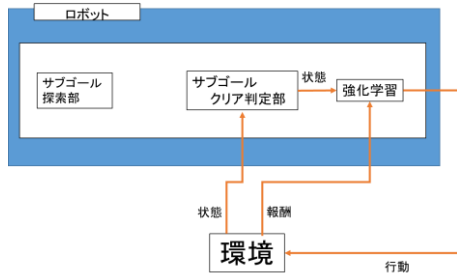 ロボット
サブゴール
探索部
サブゴール
クリア判定部
状態
強化学習
状態
報酬
環境
行動